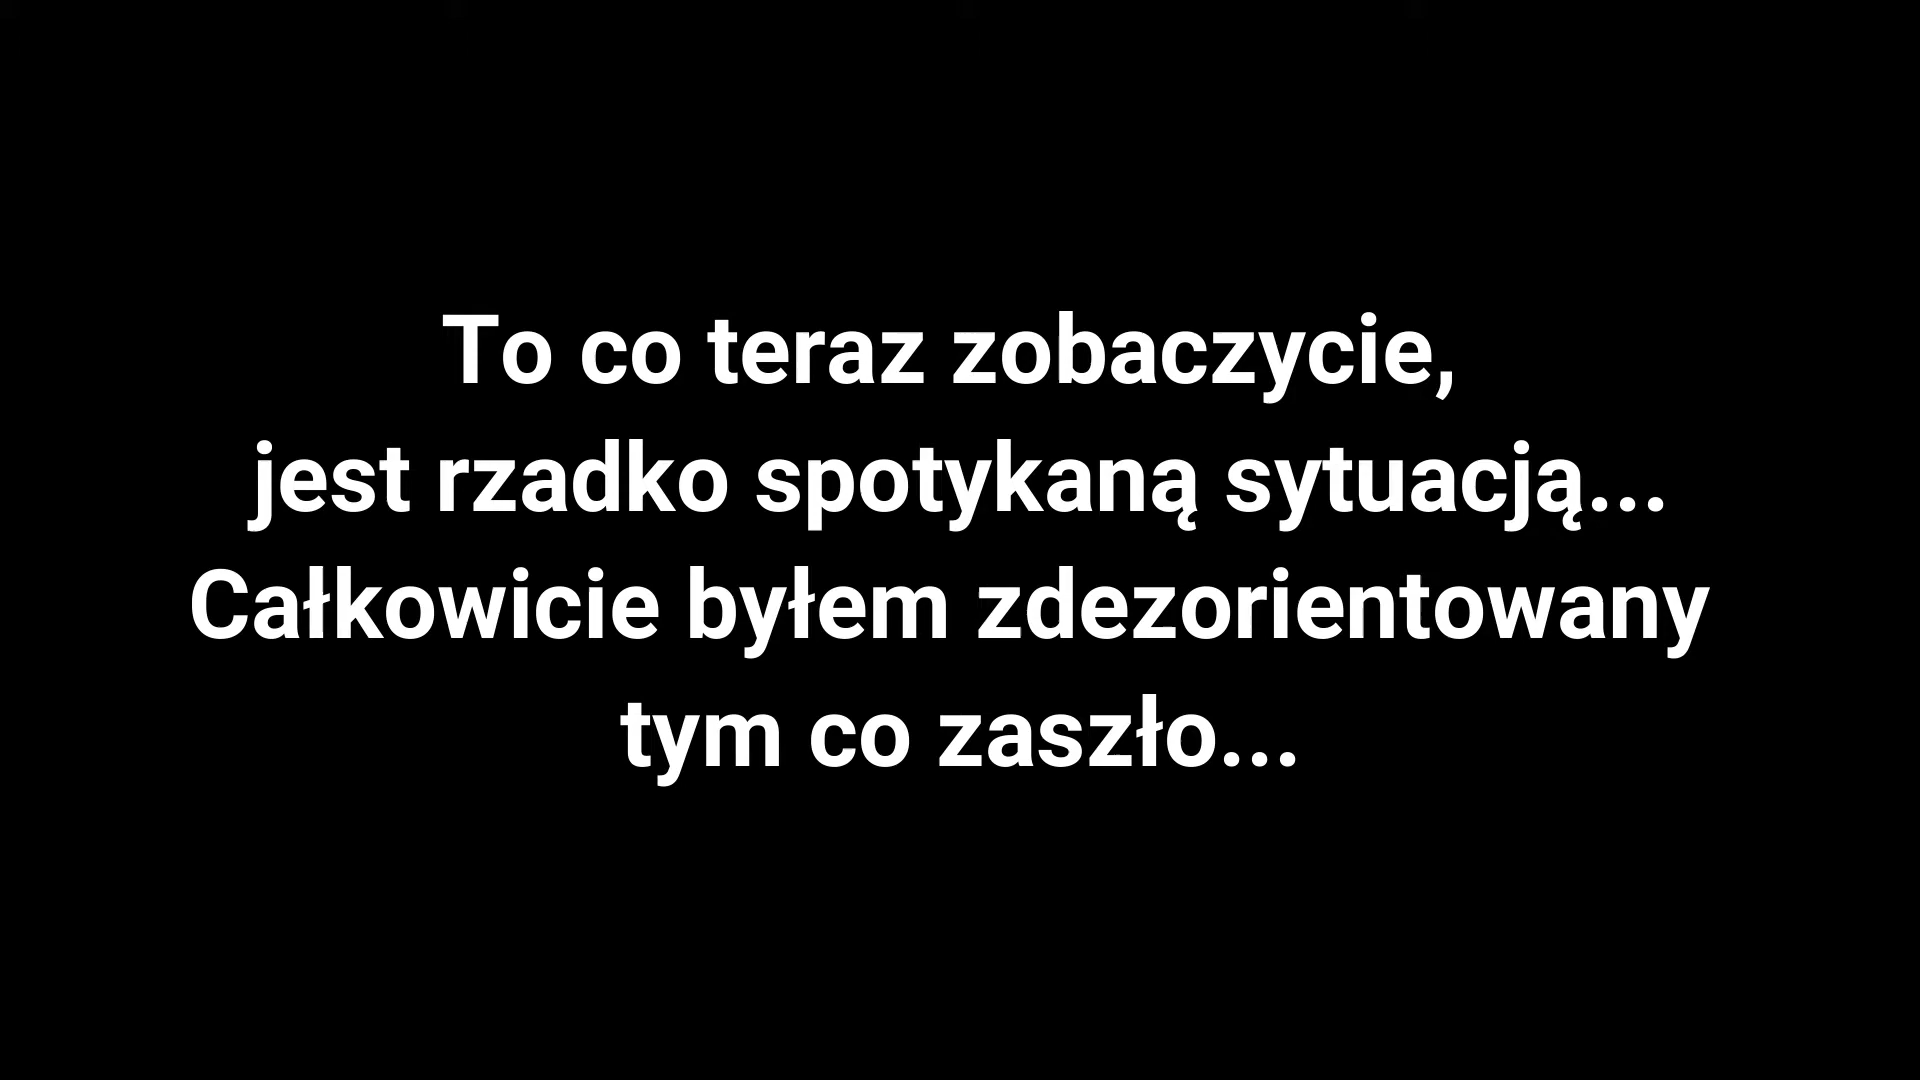 To co teraz zobaczycie,
jest rzadko spotykaną sytuacją...
Całkowicie byłem zdezorientowany
tym co zaszło...